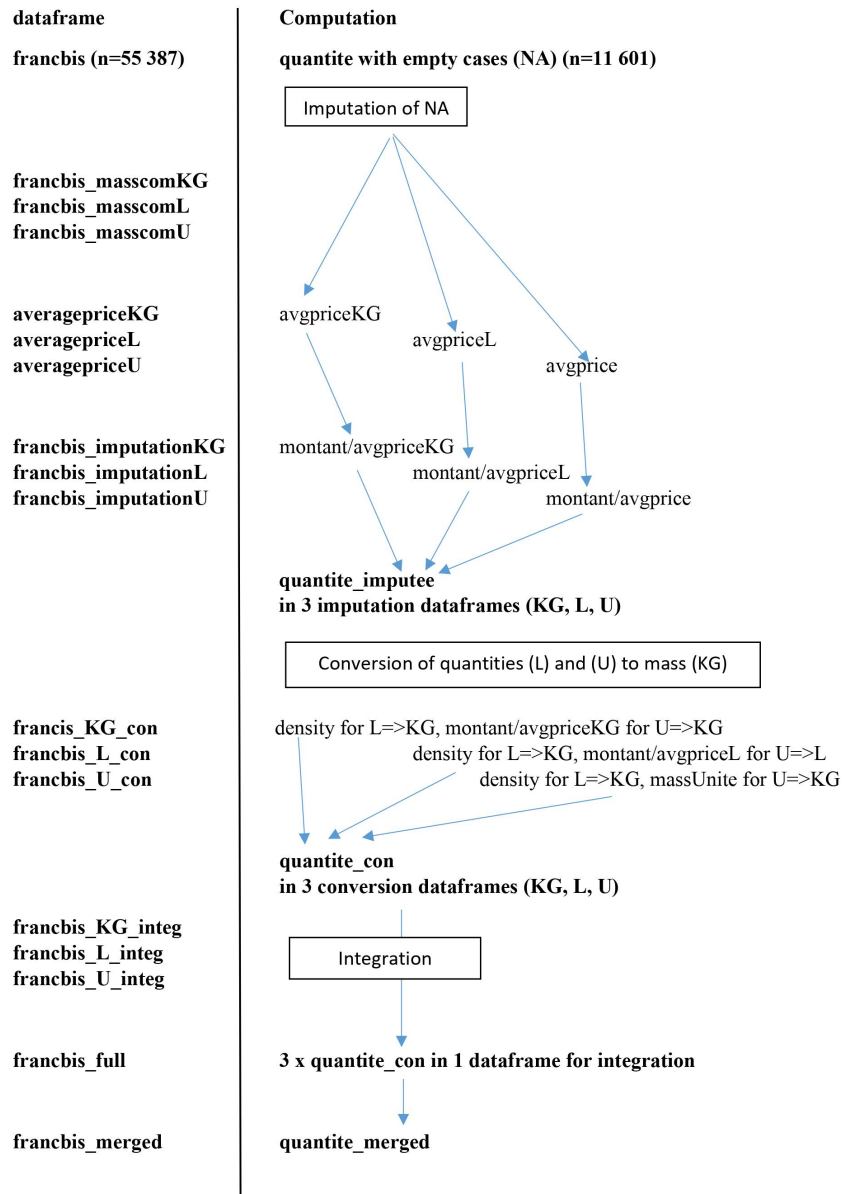 dataframe Computation
francbis (n=55 387) quantite with empty cases (NA) (n=11 601)
Imputation of NA
francbis_masscomKG
francbis_masscomL
francbis_masscomU
averagepriceKG avgpriceKG
averagepriceL avgpriceL
averagepriceU avgprice
francbis_imputationKG montant/avgpriceKG
francbis_imputationL montant/avgpriceL
francbis_imputationU montant/avgprice
quantite_imputee
in 3 imputation dataframes (KG, L, U)
Conversion of quantities (L) and (U) to mass (KG)
francis_KG_con density for L=>KG, montant/avgpriceKG for U=>KG
francbis_L_con density for L=>KG, montant/avgpriceL for U=>L
francbis_U_con density for L=>KG, massUnite for U=>KG
quantite_con
in 3 conversion dataframes (KG, L, U)
francbis_KG_integ
francbis_L_integ Integration
francbis_U_integ
francbis_full 3 x quantite_con in 1 dataframe for integration
francbis_merged quantite_merged